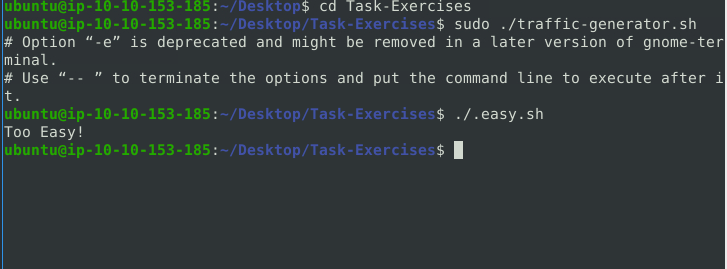 ubuntu@ip-10-10-153-185:~/Desktop$ cd Task-Exercises
ubuntu@ip-10-10-153-185:~/Desktop/Task-Exercises$ sudo ./traffic-generator.sh
# Option “-e” is deprecated and might be removed in a later version of gnome-ter
minal.
# Use “-- ” to terminate the options and put the command line to execute after i
t.
ubuntu@ip-10-10-153-185:~/Desktop/Task-Exercises$ ./.easy.sh
Too Easy!
ubuntu@ip-10-10-153-185:~/Desktop/Task-Exercises$